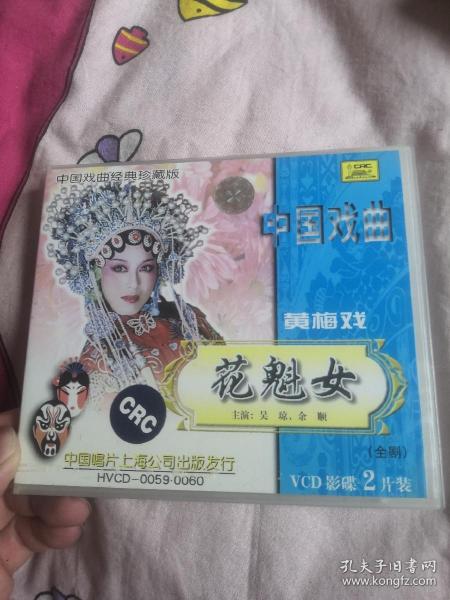 中国戏曲经典珍藏版
CRC
中国戏曲
黄梅戏
花魁女
主演：吴琼、余顺
(全剧)
CRC
中国唱片上海公司出版发行
HVCD-0059·0060
VCD 影碟 2 片装
孔夫子旧书网
www.kongfz.com